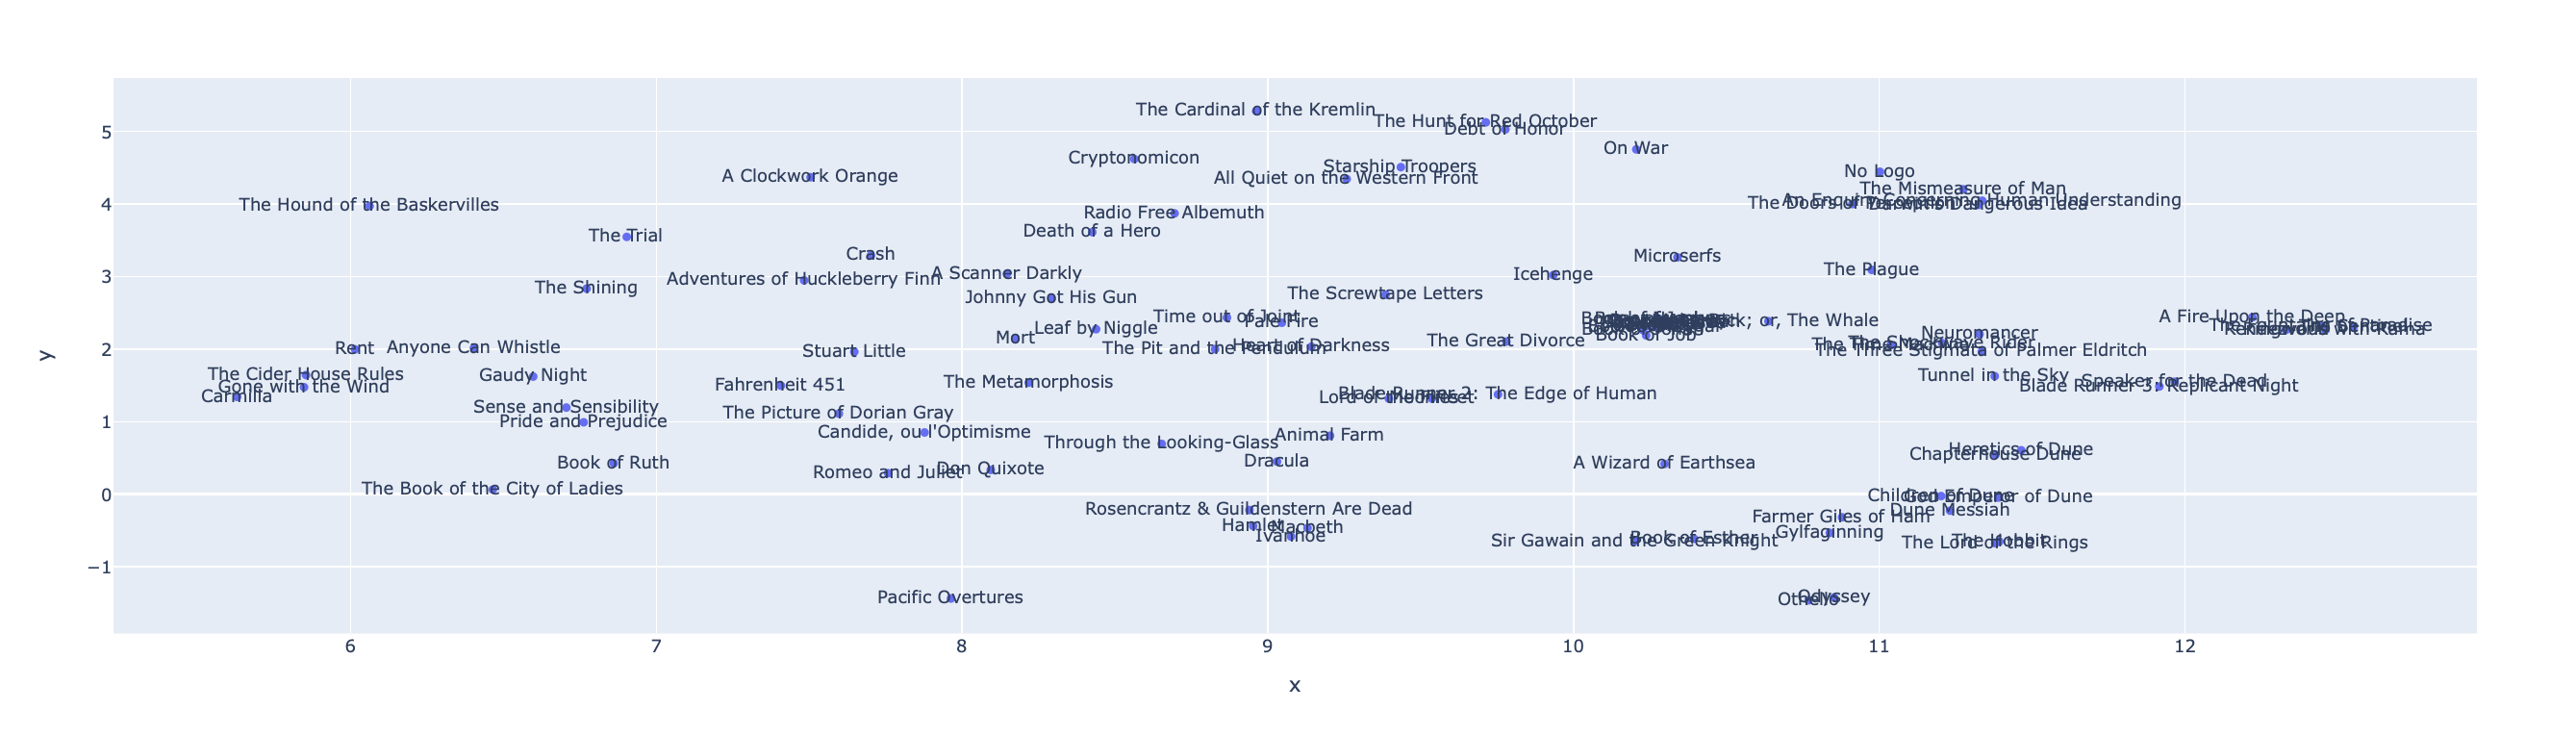 The Cardinal of the Kremlin
The Hunt for Red October
5
Debt of Honor
On War
Cryptonomicon
Starship Troopers
No Logo
A Clockwork Orange
All Quiet on the Western Front
The Mismeasure of Man
An Enquiry Concerning Human Understanding
4
The Hound of the Baskervilles
The Doors of Perception
Darwin's Dangerous Idea
Radio Free Albemuth
Death of a Hero
The Trial
Crash
Microserfs
The Plague
A Scanner Darkly
Icehenge
3
Adventures of Huckleberry Finn
The Shining
The Screwtape Letters
Johnny Got His Gun
Time out of Joint
A Fire Upon the Deep
Pale Fire
or, The Whale
Leaf by Niggle
Neuromancer
Book of Job
Mort
The Great Divorce
The Shockwave Rider
2
Rent
Anyone Can Whistle
Stuart Little
The Pit and the Pendulum
Heart of Darkness
The Three Stigmata of Palmer Eldritch
The Cider House Rules
Gaudy Night
Tunnel in the Sky
Speaker for the Dead
Gone with the Wind
Fahrenheit 451
The Metamorphosis
Blade Runner 3: Replicant Night
Carmilla
Blade Runner 2: The Edge of Human
Lord of the Flies
Sense and Sensibility
The Picture of Dorian Gray
1
Pride and Prejudice
Candide, ou l'Optimisme
Animal Farm
Through the Looking-Glass
Heretics of Dune
Chapterhouse Dune
Book of Ruth
Dracula
A Wizard of Earthsea
Romeo and Juliet
Don Quixote
0
The Book of the City of Ladies
Children of Dune
God Emperor of Dune
Rosencrantz & Guildenstern Are Dead
Dune Messiah
Farmer Giles of Ham
Hamlet
Macbeth
Gylfaginning
Ivanhoe
Sir Gawain and the Green Knight
Book of Esther
The Hobbit
The Lord of the Rings
−1
Pacific Overtures
Othello
Odyssey
6
7
8
9
10
11
12
x
y